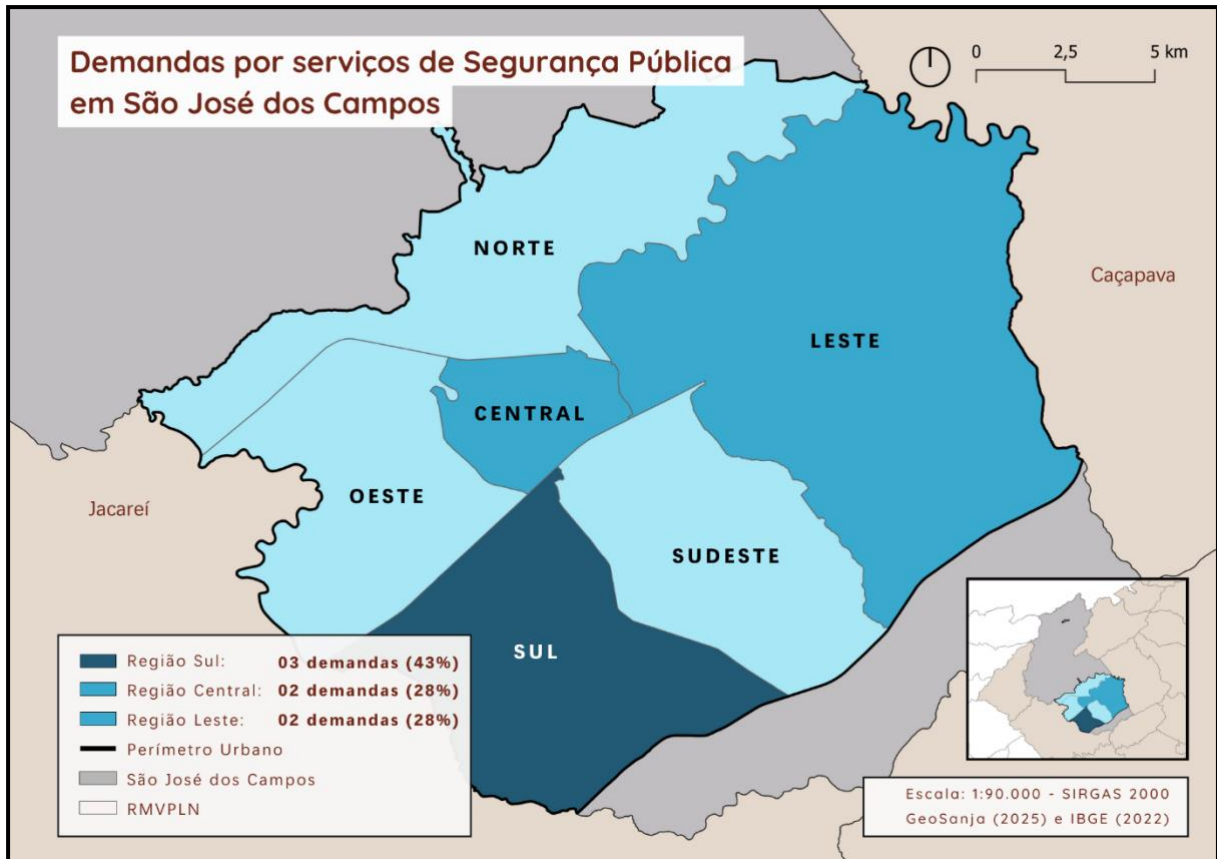 Demandas por serviços de Segurança Pública
em São José dos Campos
0 2,5 5 km
NORTE
Caçapava
LESTE
CENTRAL
Jacareí
OESTE
SUDESTE
SUL
Região Sul: 03 demandas (43%)
Região Central: 02 demandas (28%)
Região Leste: 02 demandas (28%)
Perímetro Urbano
São José dos Campos
RMVPLN
Escala: 1:90.000 - SIRGAS 2000
GeoSanja (2025) e IBGE (2022)